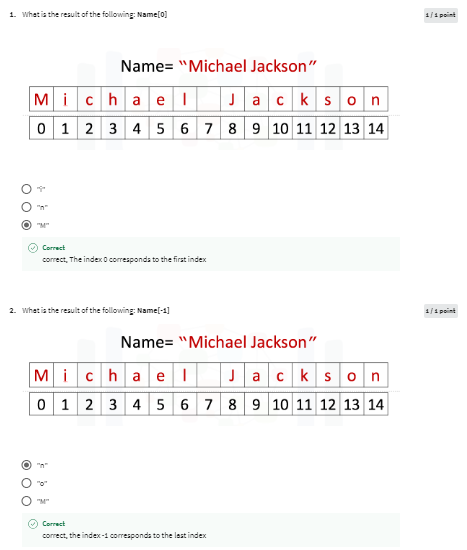 1. What is the result of the following: Name[0]
1 / 1 point
Name= “Michael Jackson”
M i c h a e l J a c k s o n
0 1 2 3 4 5 6 7 8 9 10 11 12 13 14
"n"
"M"
Correct
correct, The index 0 corresponds to the first index
2. What is the result of the following: Name[-1]
1 / 1 point
Name= “Michael Jackson”
M i c h a e l J a c k s o n
0 1 2 3 4 5 6 7 8 9 10 11 12 13 14
"n"
"o"
"M"
Correct
correct, the index -1 corresponds to the last index